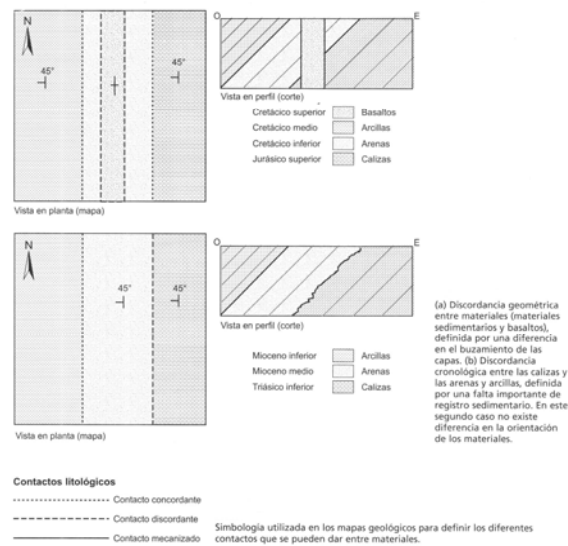 N
45°
45°
Vista en planta (mapa)
O
E
Vista en perfil (corte)
Cretácico superior Basaltos
Cretácico medio Arcillas
Cretácico inferior Arenas
Jurásico superior Calizas
N
45°
45°
Vista en planta (mapa)
O
E
Vista en perfil (corte)
Mioceno inferior Arcillas
Mioceno medio Arenas
Triásico inferior Calizas
(a) Discordancia geométrica
entre materiales (materiales
sedimentarios y basaltos),
definida por una diferencia
en el buzamiento de las
capas. (b) Discordancia
cronológica entre las calizas y
las arenas y arcillas, definida
por una falta importante de
registro sedimentario. En este
segundo caso no existe
diferencia en la orientación
de los materiales.
Contactos litológicos
Contacto concordante
Contacto discordante
Contacto mecanizado
Simbología utilizada en los mapas geológicos para definir los diferentes
contactos que se pueden dar entre materiales.